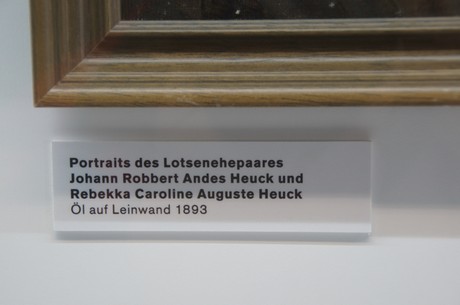 Portraits des Lotsenehepaares
Johann Robbert Andes Heuck und
Rebekka Caroline Auguste Heuck
Öl auf Leinwand 1893